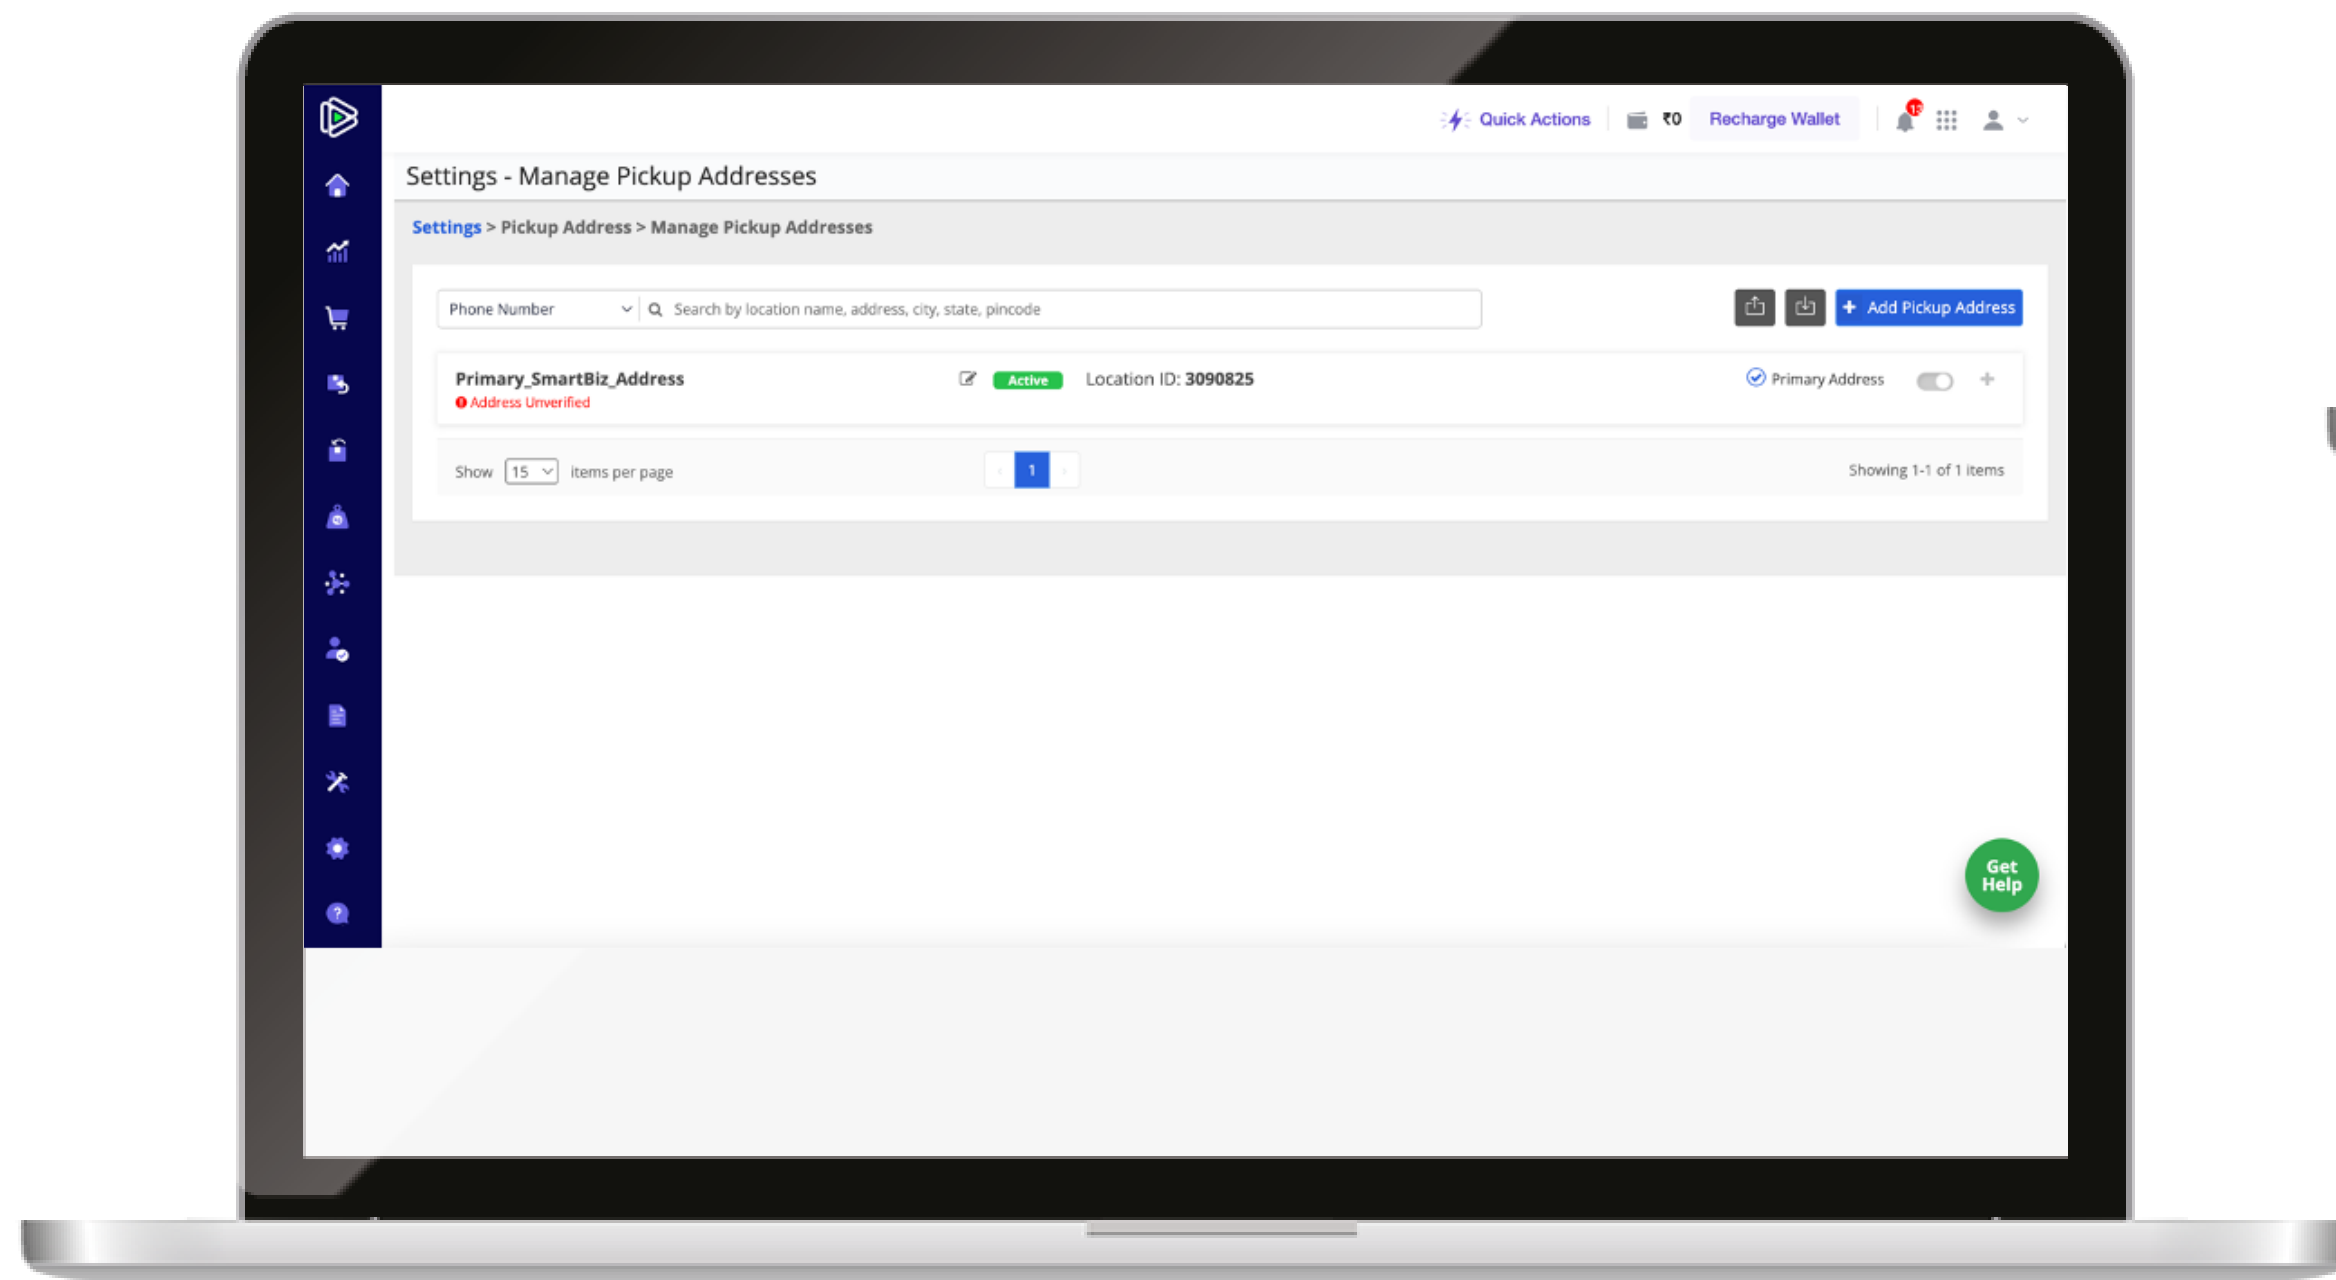 Quick Actions ₹0 Recharge Wallet
Settings - Manage Pickup Addresses
Settings > Pickup Address > Manage Pickup Addresses
Phone Number Search by location name, address, city, state, pincode + Add Pickup Address
Primary_SmartBiz_Address Active Location ID: 3090825 Primary Address
Address Unverified
Show 15 items per page 1 Showing 1-1 of 1 items
Get
Help